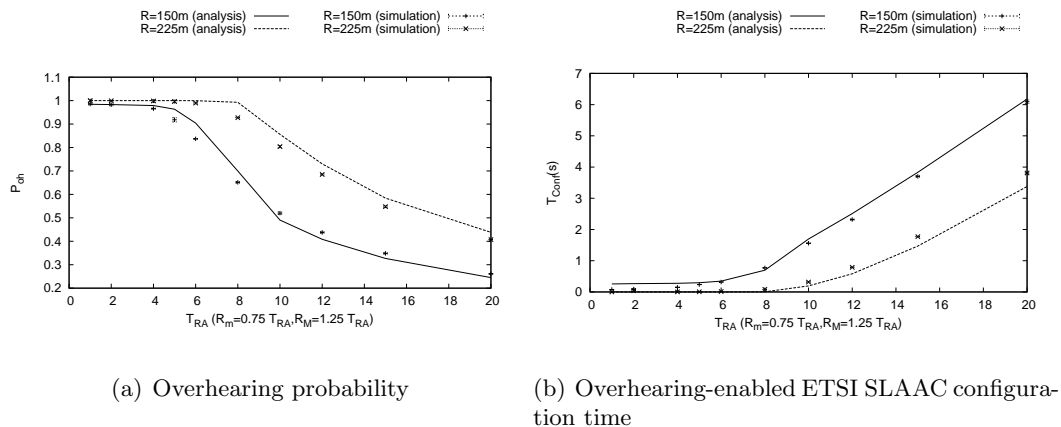 R=150m (analysis)
R=225m (analysis)
R=150m (simulation)
R=225m (simulation)
1.1
1
0.9
0.8
0.7
0.6
0.5
0.4
0.3
0.2
P_oh
0 2 4 6 8 10 12 14 16 18 20
T_RA (R_m=0.75 T_RA,R_M=1.25 T_RA)
(a) Overhearing probability
R=150m (analysis)
R=225m (analysis)
R=150m (simulation)
R=225m (simulation)
7
6
5
4
3
2
1
0
T_Conf(s)
0 2 4 6 8 10 12 14 16 18 20
T_RA (R_m=0.75 T_RA,R_M=1.25 T_RA)
(b) Overhearing-enabled ETSI SLAAC configura-
tion time